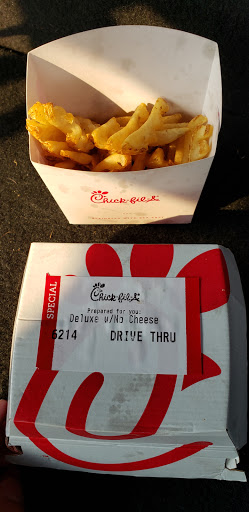 Chick-fil-A
SPECIAL
Chick-fil-A
Prepared for you:
Deluxe w/No Cheese
6214 DRIVE THRU